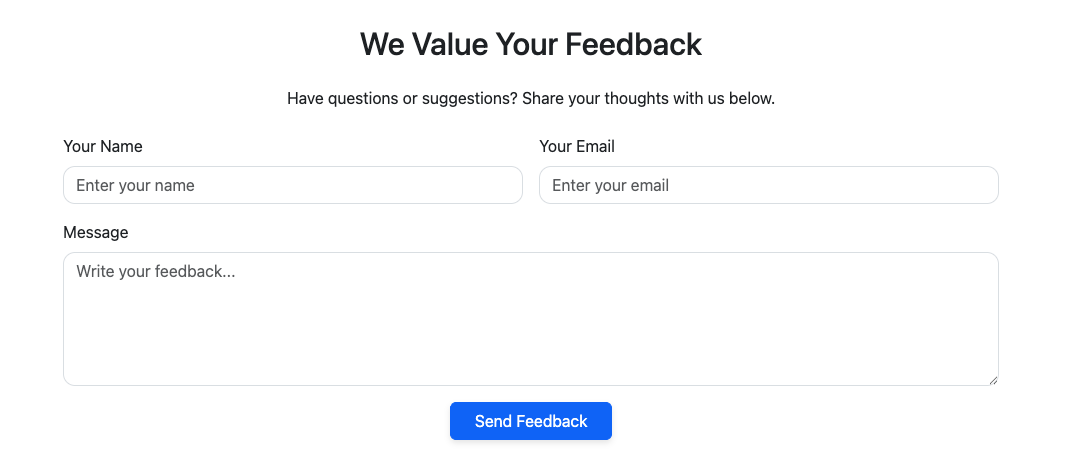 We Value Your Feedback
Have questions or suggestions? Share your thoughts with us below.
Your Name
Your Email
Enter your name
Enter your email
Message
Write your feedback...
Send Feedback